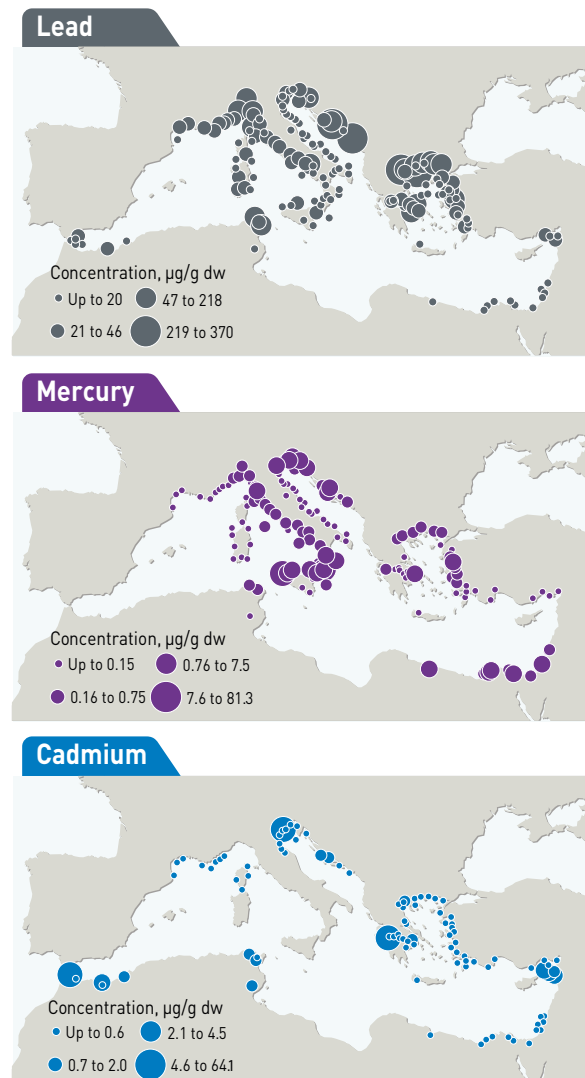 Lead
Concentration, µg/g dw
Up to 20
47 to 218
21 to 46
219 to 370
Mercury
Concentration, µg/g dw
Up to 0.15
0.76 to 7.5
0.16 to 0.75
7.6 to 81.3
Cadmium
Concentration, µg/g dw
Up to 0.6
2.1 to 4.5
0.7 to 2.0
4.6 to 64.1